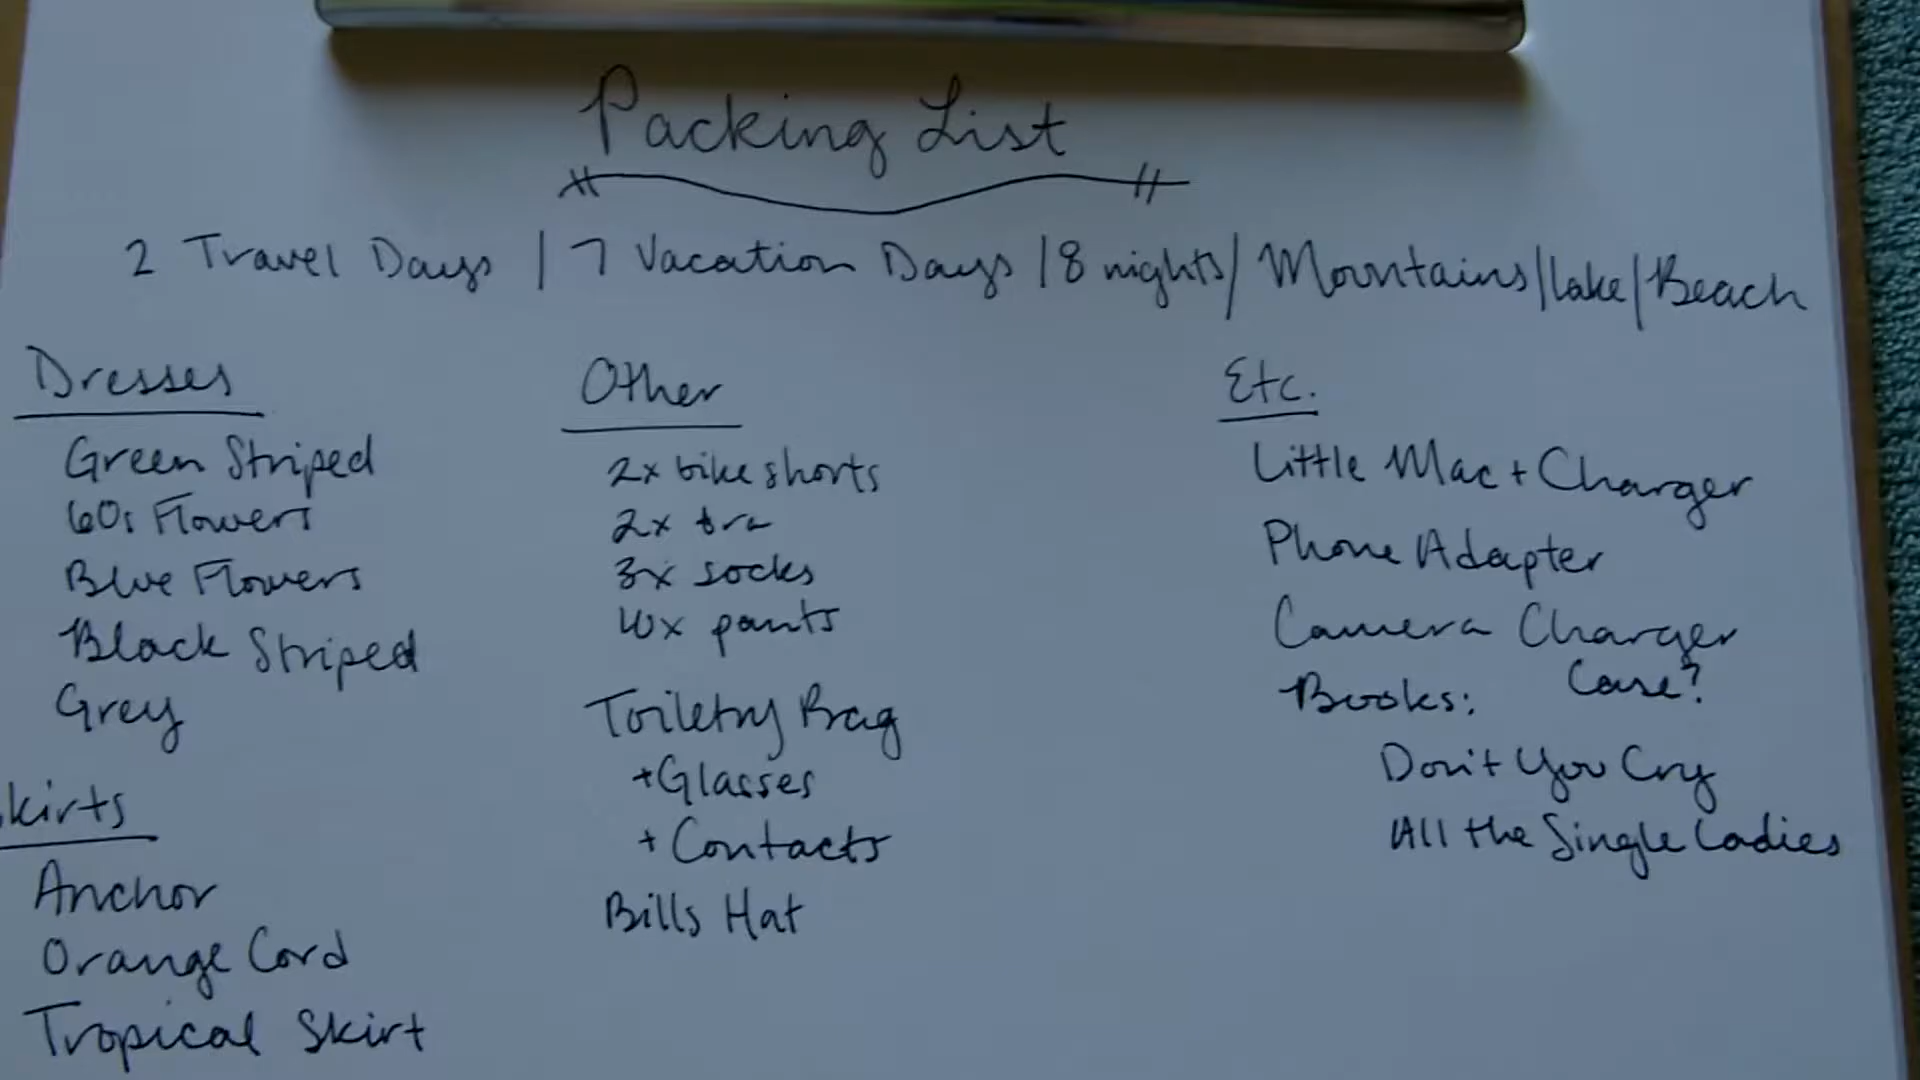 Packing List
2 Travel Days / 7 Vacation Days / 8 nights / Mountains / Lake / Beach
Dresses
Green Striped
60s Flowers
Blue Flowers
Black Striped
Grey
kirts
Anchor
Orange Cord
Tropical Skirt
Other
2x bike shorts
2x bra
3x socks
10x pants
Toiletry Bag
+Glasses
+ Contacts
Bills Hat
Etc.
Little Mac + Charger
Phone Adapter
Camera Charger
Case?
Books:
Don't You Cry
All the Single Ladies